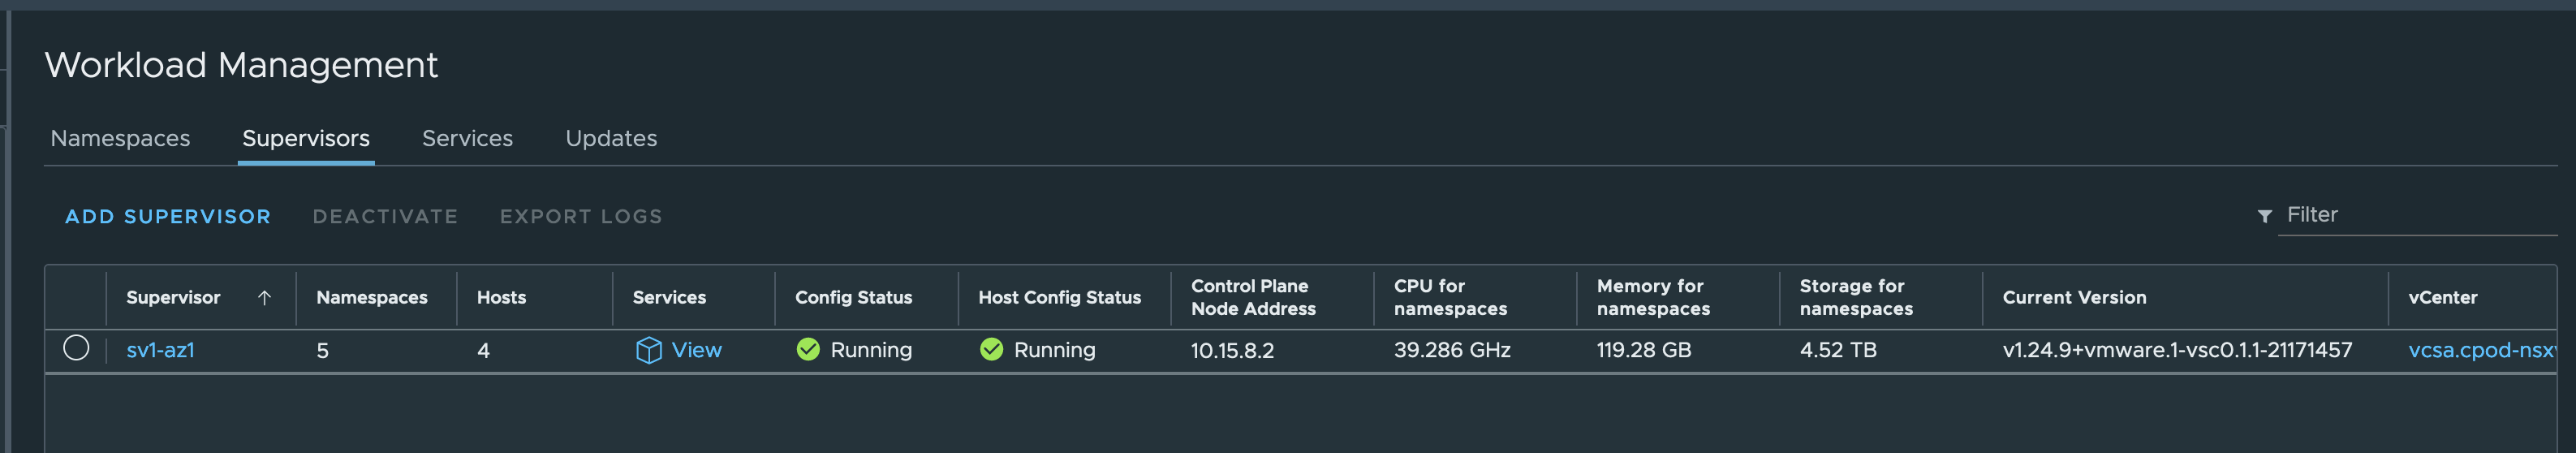 Workload Management
Namespaces Supervisors Services Updates
ADD SUPERVISOR DEACTIVATE EXPORT LOGS Filter
Supervisor Namespaces Hosts Services Config Status Host Config Status Control Plane Node Address CPU for namespaces Memory for namespaces Storage for namespaces Current Version vCenter
sv1-az1 5 4 View Running Running 10.15.8.2 39.286 GHz 119.28 GB 4.52 TB v1.24.9+vmware.1-vsc0.1.1-21171457 vcsa.cpod-nsxv